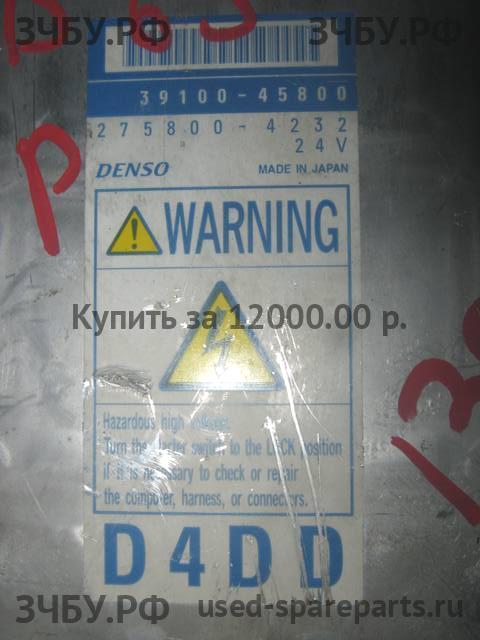 ЗЧБУ.РФ
ЗЧБУ.РФ
39100-45800
275800-4232
24V
DENSO MADE IN JAPAN
WARNING
Купить за 12000.00 р.
Hazardous high voltage.
Turn the starter switch to the LOCK position
if it is necessary to check or repair
the computer, harness, or connectors.
D4DD
ЗЧБУ.РФ used-spareparts.ru